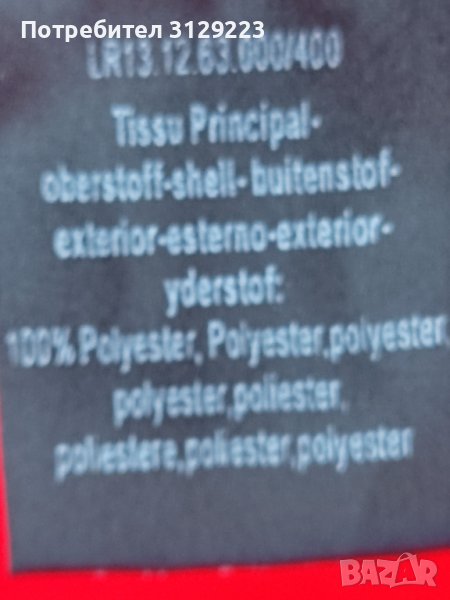 Потребител 3129223
LR13.12.63.000/400
Tissu Principal-
oberstoff-shell- buitenstof-
exterior-esterno-exterior-
yderstof:
100% Polyester, Polyester,polyester,
polyester,poliester,
poliestere,poliester,polyester
BAZAR